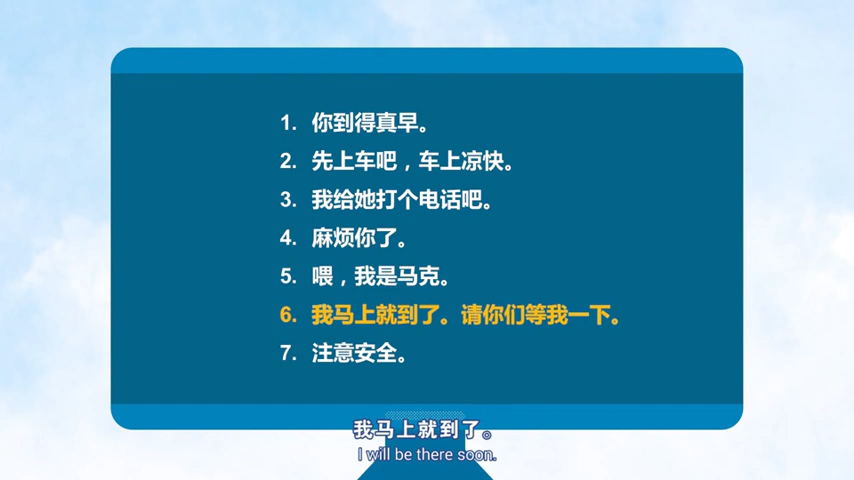 1. 你到得真早。
2. 先上车吧，车上凉快。
3. 我给她打个电话吧。
4. 麻烦你了。
5. 喂，我是马克。
6. 我马上就到了。请你们等我一下。
7. 注意安全。
我马上就到了。
I will be there soon.